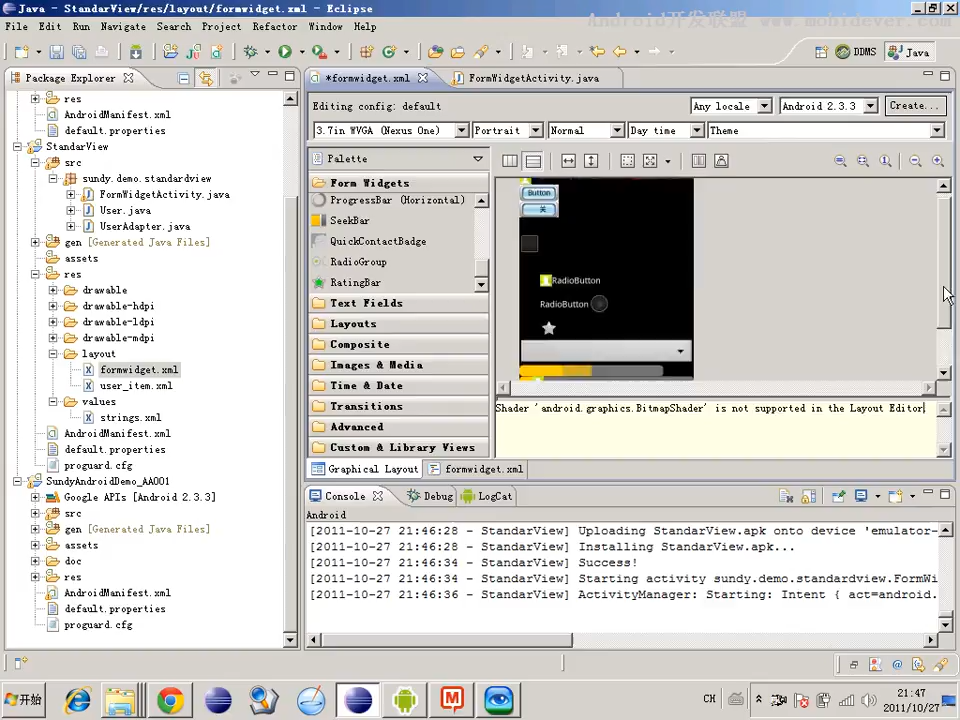 Java - StandarView/res/layout/formwidget.xml - Eclipse
Android开发联盟 www.mobidever.com
File Edit Run Navigate Search Project Refactor Window Help
DDMS Java
Package Explorer
*formwidget.xml FormWidgetActivity.java
res
AndroidManifest.xml
default.properties
StandarView
src
sundy.demo.standardview
FormWidgetActivity.java
User.java
UserAdapter.java
gen [Generated Java Files]
assets
res
drawable
drawable-hdpi
drawable-ldpi
drawable-mdpi
layout
formwidget.xml
user_item.xml
values
strings.xml
AndroidManifest.xml
default.properties
proguard.cfg
SundyAndroidDemo_AA001
Google APIs [Android 2.3.3]
src
gen [Generated Java Files]
assets
doc
res
AndroidManifest.xml
default.properties
proguard.cfg
Editing config: default
Any locale Android 2.3.3 Create...
3.7in WVGA (Nexus One) Portrait Normal Day time Theme
Palette
Form Widgets
ProgressBar (Horizontal)
SeekBar
QuickContactBadge
RadioGroup
RatingBar
Text Fields
Layouts
Composite
Images & Media
Time & Date
Transitions
Advanced
Custom & Library Views
Button
关
RadioButton
RadioButton
Shader 'android.graphics.BitmapShader' is not supported in the Layout Editor
Graphical Layout formwidget.xml
Console Debug LogCat
Android
[2011-10-27 21:46:28 - StandarView] Uploading StandarView.apk onto device 'emulator-
[2011-10-27 21:46:28 - StandarView] Installing StandarView.apk...
[2011-10-27 21:46:34 - StandarView] Success!
[2011-10-27 21:46:34 - StandarView] Starting activity sundy.demo.standardview.FormWi
[2011-10-27 21:46:36 - StandarView] ActivityManager: Starting: Intent { act=android.
开始
CH
21:47
2011/10/27